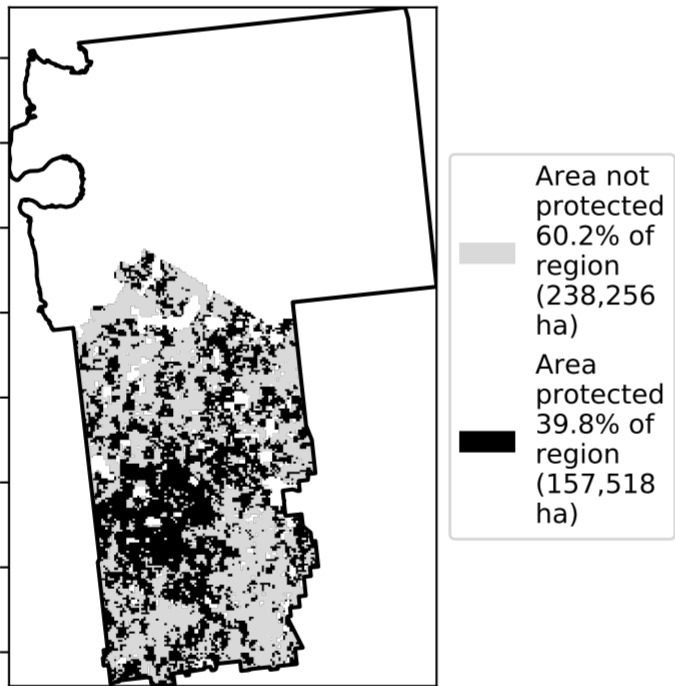 Area not
protected
60.2% of
region
(238,256
ha)
Area
protected
39.8% of
region
(157,518
ha)